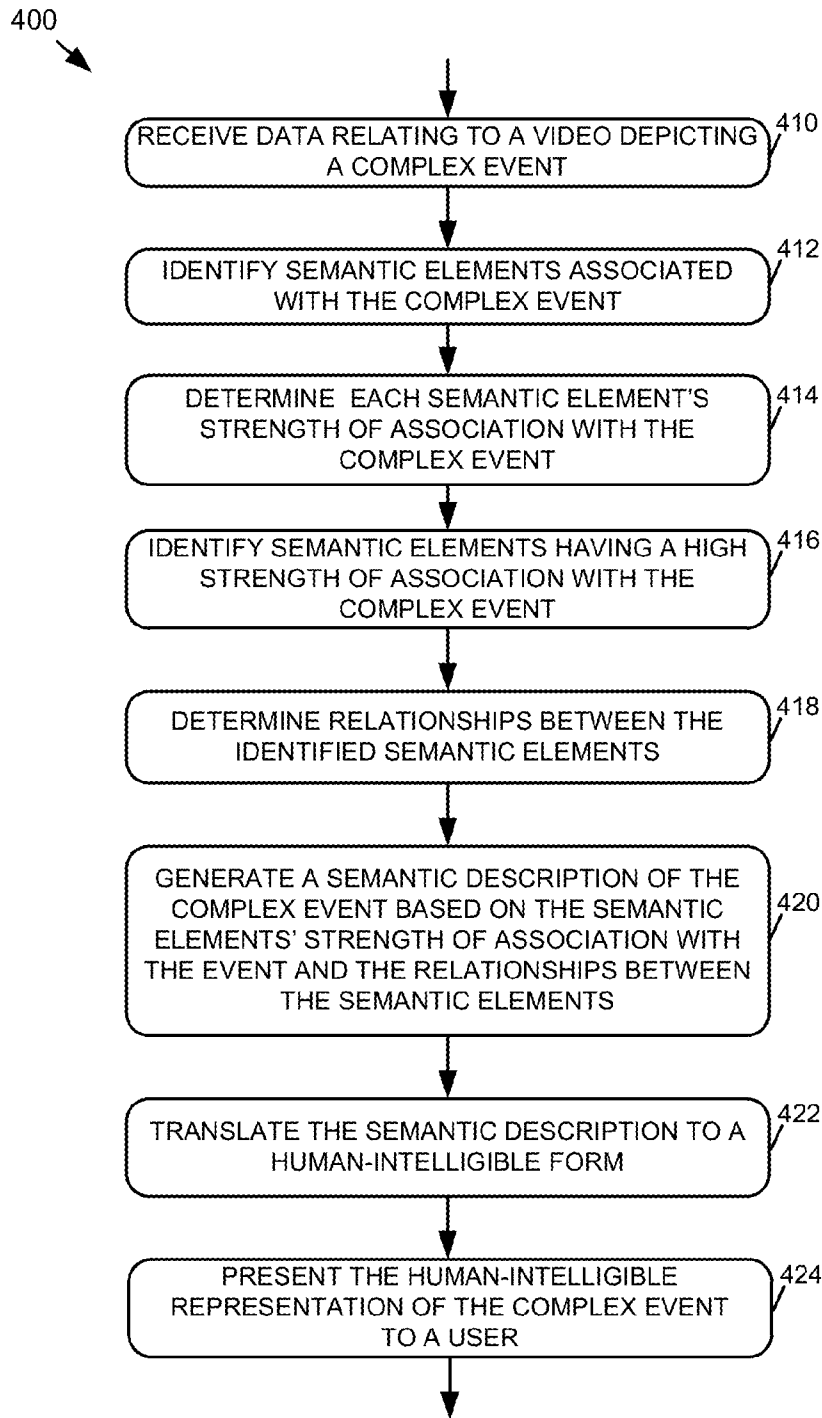 400
RECEIVE DATA RELATING TO A VIDEO DEPICTING
A COMPLEX EVENT
410
IDENTIFY SEMANTIC ELEMENTS ASSOCIATED
WITH THE COMPLEX EVENT
412
DETERMINE EACH SEMANTIC ELEMENT'S
STRENGTH OF ASSOCIATION WITH THE
COMPLEX EVENT
414
IDENTIFY SEMANTIC ELEMENTS HAVING A HIGH
STRENGTH OF ASSOCIATION WITH THE
COMPLEX EVENT
416
DETERMINE RELATIONSHIPS BETWEEN THE
IDENTIFIED SEMANTIC ELEMENTS
418
GENERATE A SEMANTIC DESCRIPTION OF THE
COMPLEX EVENT BASED ON THE SEMANTIC
ELEMENTS' STRENGTH OF ASSOCIATION WITH
THE EVENT AND THE RELATIONSHIPS BETWEEN
THE SEMANTIC ELEMENTS
420
TRANSLATE THE SEMANTIC DESCRIPTION TO A
HUMAN-INTELLIGIBLE FORM
422
PRESENT THE HUMAN-INTELLIGIBLE
REPRESENTATION OF THE COMPLEX EVENT
TO A USER
424